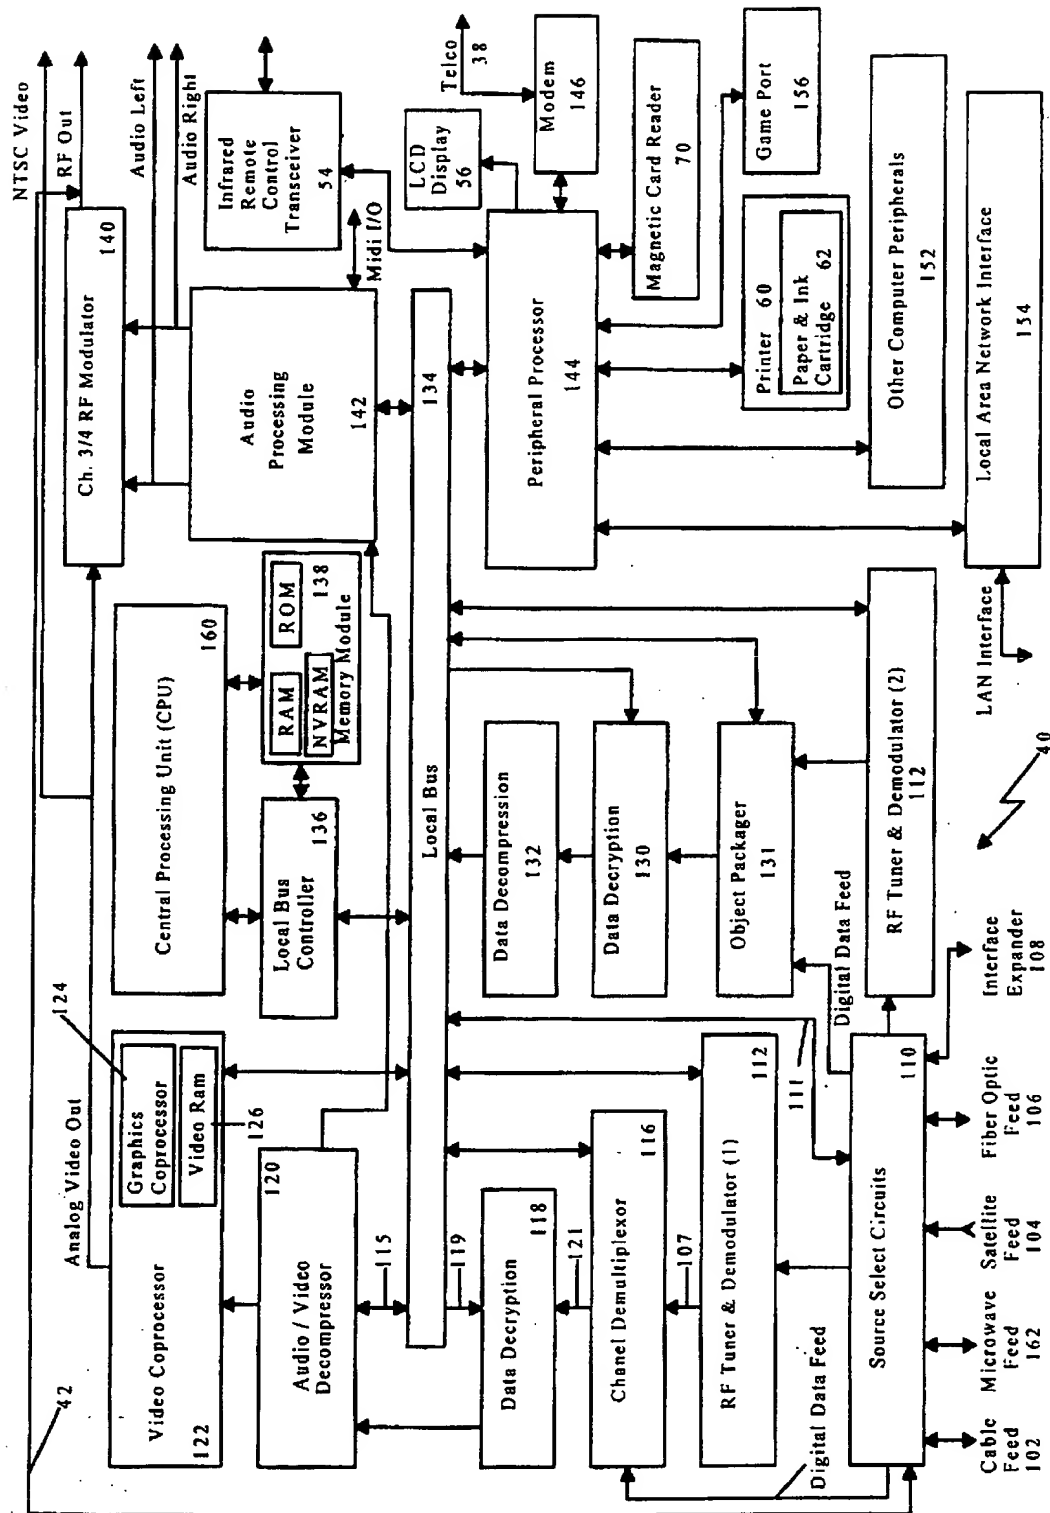 NTSC Video
RF Out
Audio Left
Audio Right
42
Analog Video Out
124
Ch. 3/4 RF Modulator
140
Infrared
Remote
Control
Transceiver
54
Midi I/O
Audio
Processing
Module
142
Central Processing Unit (CPU)
160
RAM
ROM
NVRAM
138
Memory Module
Local Bus
Controller
136
Graphics
Coprocessor
Video Ram
126
Video Coprocessor
122
Audio / Video
Decompressor
120
115
119
Local Bus
134
Telco
38
Modem
146
LCD
Display
56
Magnetic Card Reader
70
Game Port
156
Peripheral Processor
144
Printer 60
Paper & Ink
Cartridge 62
Other Computer Peripherals
152
Local Area Network Interface
154
LAN Interface
Data Decompression
132
Data Decryption
130
Object Packager
131
RF Tuner & Demodulator (2)
112
Digital Data Feed
111
Data Decryption
118
121
Chanel Demultiplexor
116
107
RF Tuner & Demodulator (1)
112
Digital Data Feed
Source Select Circuits
110
Cable
Feed
102
Microwave
Feed
162
Satellite
Feed
104
Fiber Optic
Feed
106
Interface
Expander
108
40